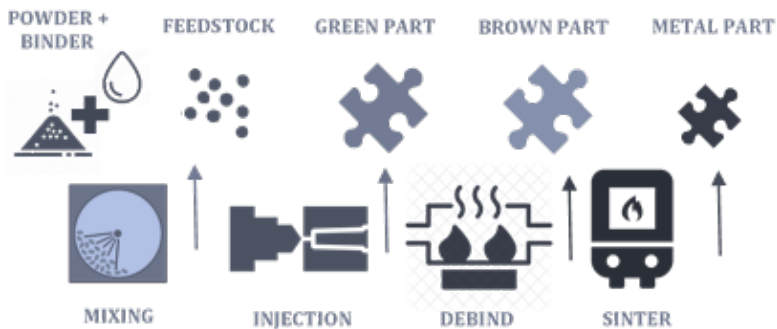 POWDER +
BINDER
FEEDSTOCK
GREEN PART
BROWN PART
METAL PART
MIXING
INJECTION
DEBIND
SINTER